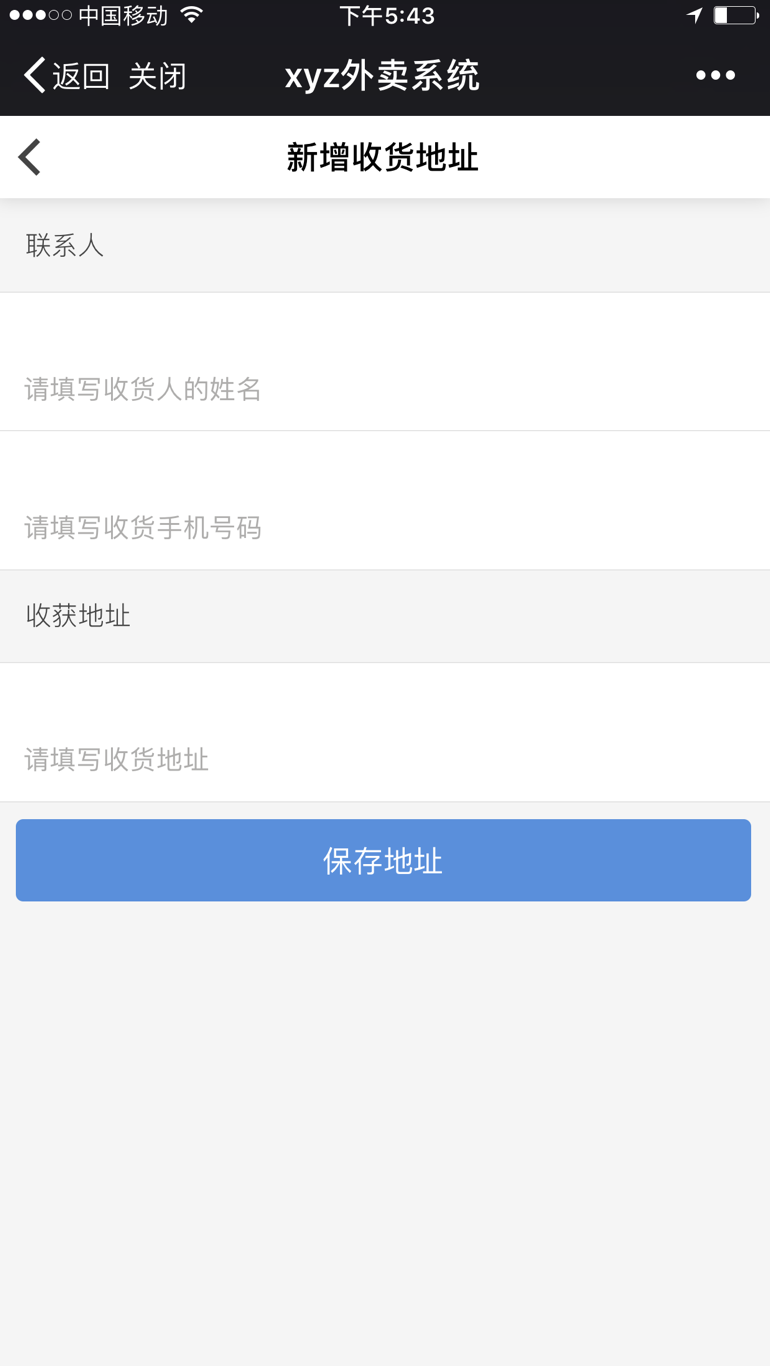 中国移动 下午5:43
返回 关闭 xyz外卖系统
新增收货地址
联系人
请填写收货人的姓名
请填写收货手机号码
收获地址
请填写收货地址
保存地址